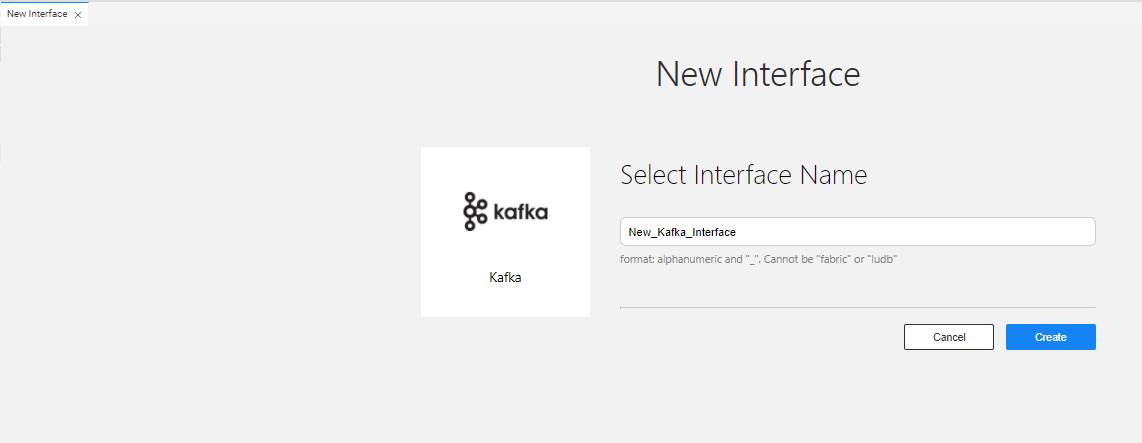 New Interface
New Interface
kafka
Kafka
Select Interface Name
New_Kafka_Interface
format: alphanumeric and "_". Cannot be "fabric" or "ludb"
Cancel
Create